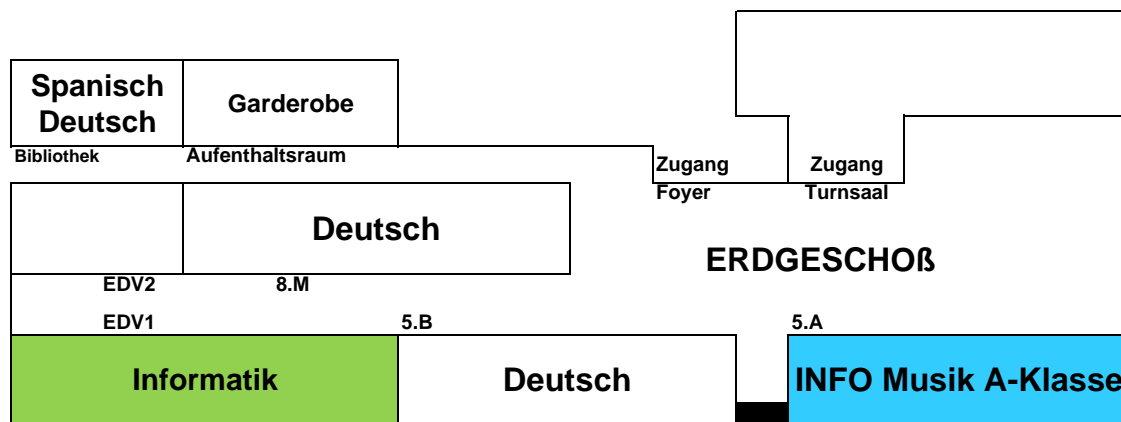 Spanisch
Deutsch
Garderobe
Bibliothek
Aufenthaltsraum
Zugang
Foyer
Zugang
Turnsaal
Deutsch
ERDGESCHOß
EDV2
8.M
EDV1
5.B
5.A
Informatik
Deutsch
INFO Musik A-Klasse